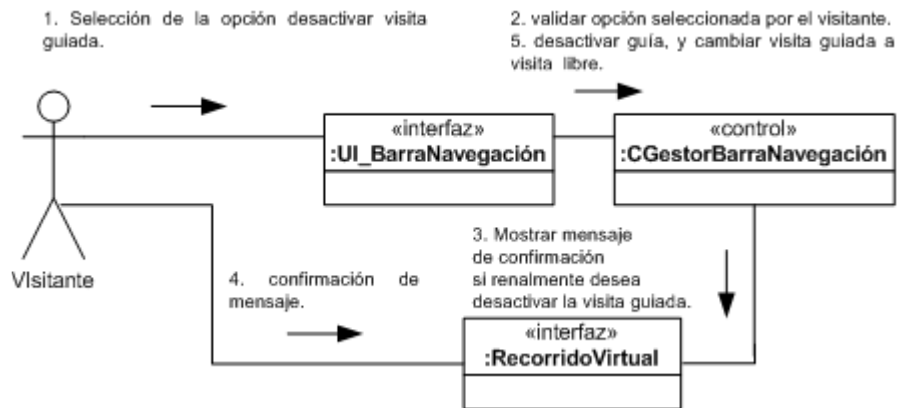 1. Selección de la opción desactivar visita
guiada.
2. validar opción seleccionada por el visitante.
5. desactivar guía, y cambiar visita guiada a
visita libre.
«interfaz»
:UI_BarraNavegación
«control»
:CGestorBarraNavegación
VIsitante
3. Mostrar mensaje
de confirmación
si renalmente desea
desactivar la visita guiada.
4. confirmación de
mensaje.
«interfaz»
:RecorridoVirtual